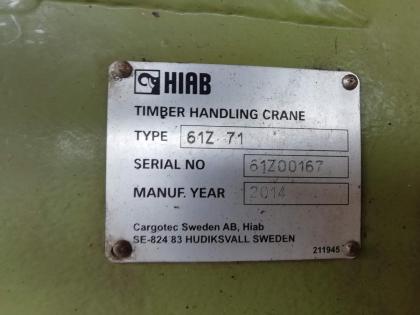 HIAB
TIMBER HANDLING CRANE
TYPE 61Z 71
SERIAL NO 61Z00167
MANUF. YEAR 2014
Cargotec Sweden AB, Hiab
SE-824 83 HUDIKSVALL SWEDEN
211945